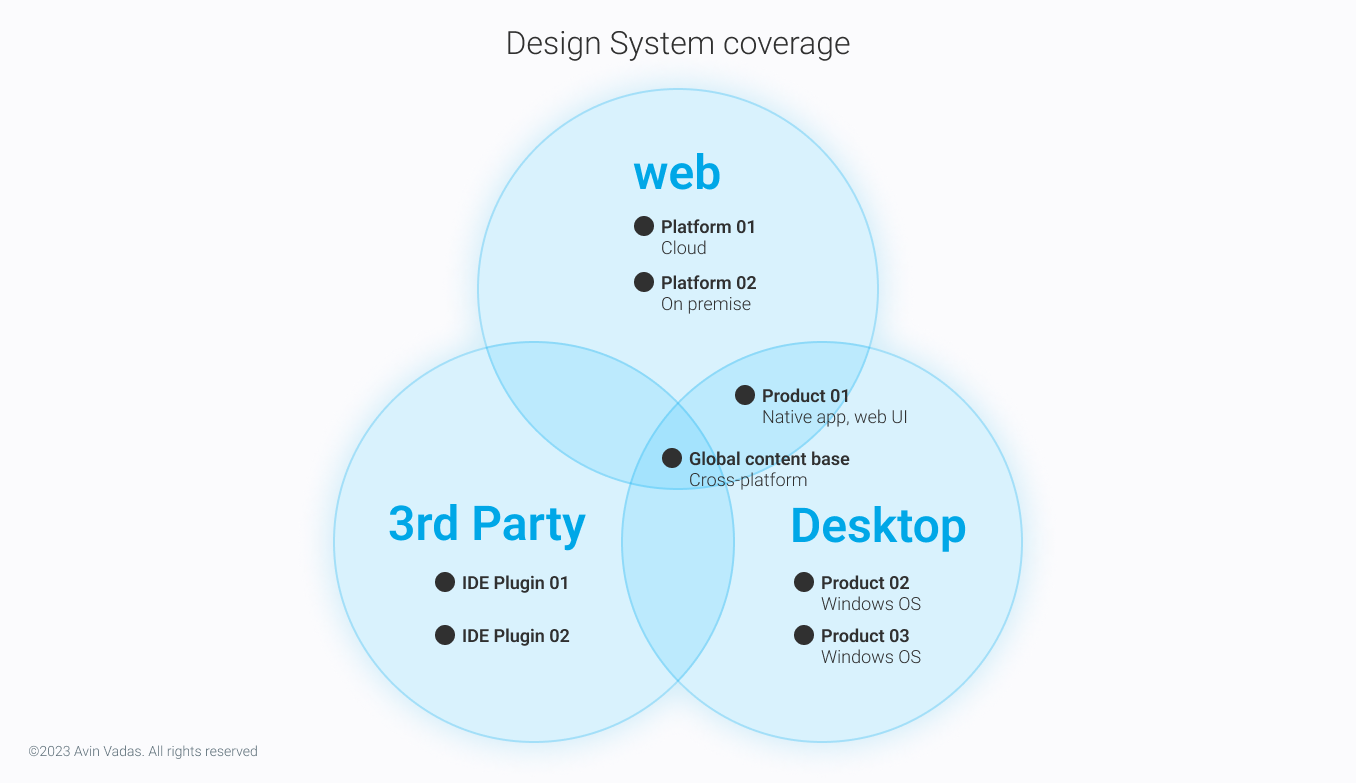 Design System coverage
web
Platform 01
Cloud
Platform 02
On premise
Product 01
Native app, web UI
Global content base
Cross-platform
3rd Party
IDE Plugin 01
IDE Plugin 02
Desktop
Product 02
Windows OS
Product 03
Windows OS
©2023 Avin Vadas. All rights reserved